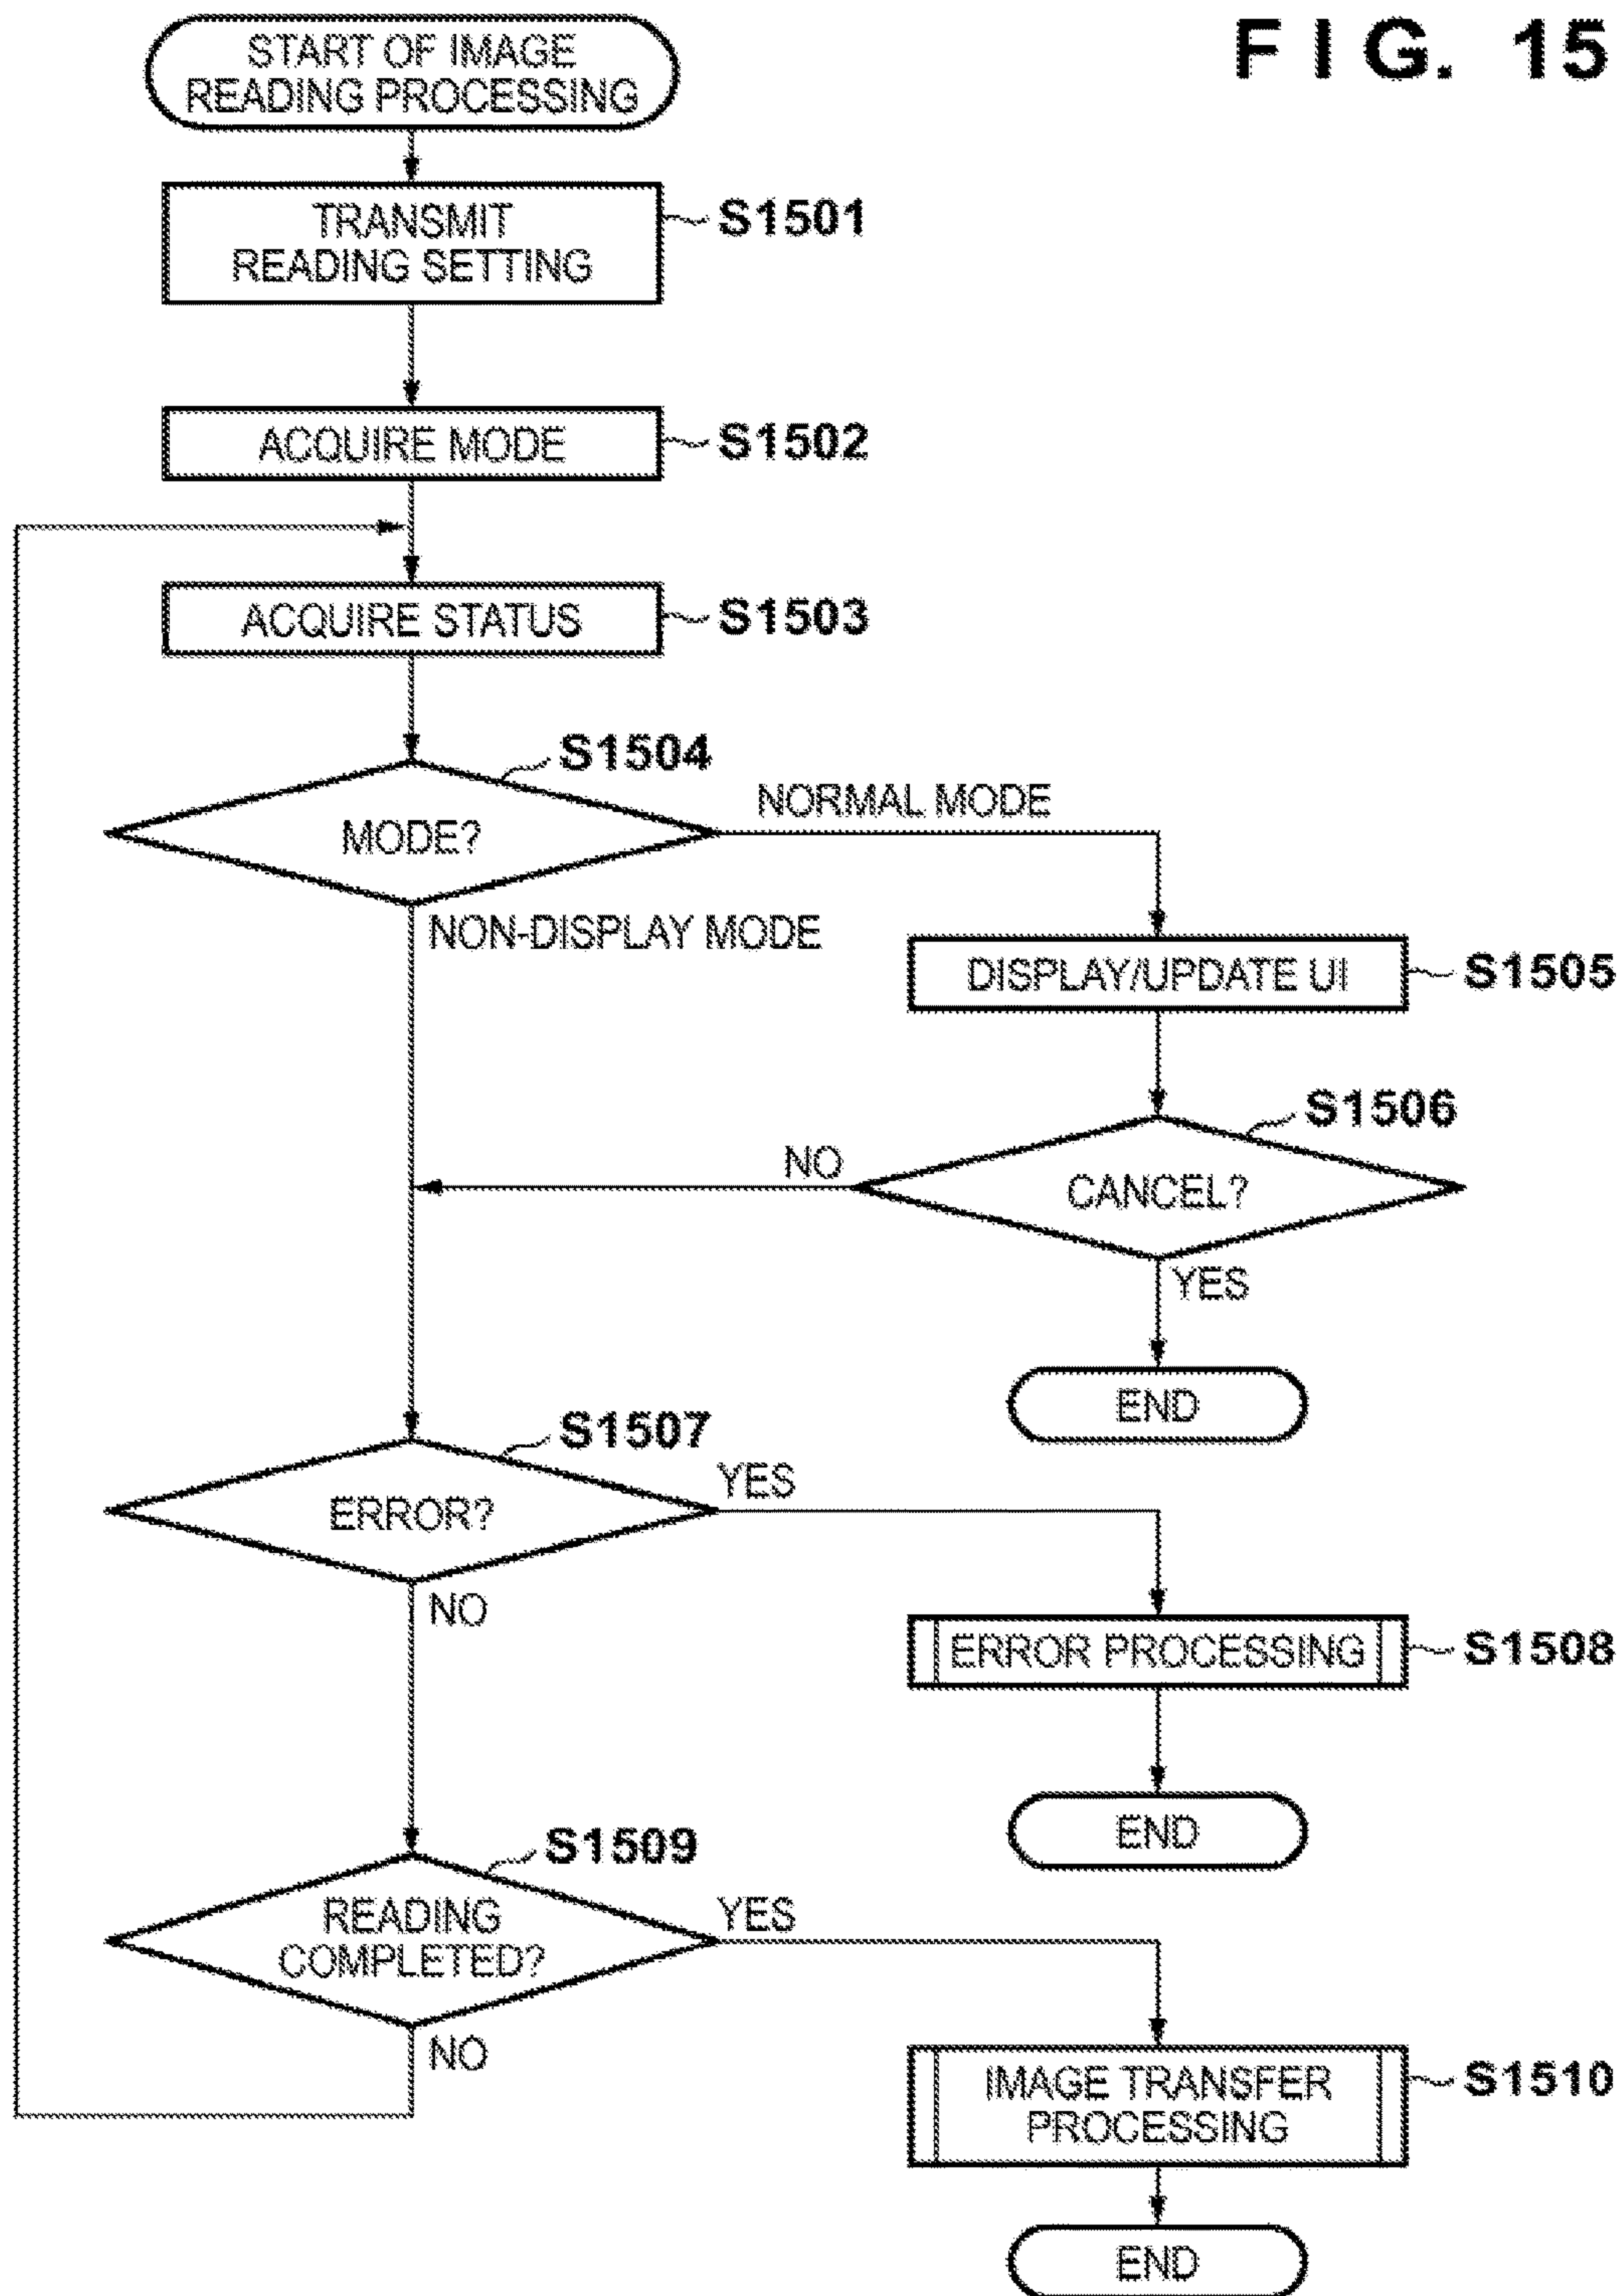 FIG. 15
START OF IMAGE
READING PROCESSING
TRANSMIT
READING SETTING
S1501
ACQUIRE MODE
S1502
ACQUIRE STATUS
S1503
S1504
MODE?
NORMAL MODE
NON-DISPLAY MODE
DISPLAY/UPDATE UI
S1505
S1506
CANCEL?
NO
YES
END
S1507
ERROR?
YES
NO
ERROR PROCESSING
S1508
END
S1509
READING
COMPLETED?
YES
NO
IMAGE TRANSFER
PROCESSING
S1510
END